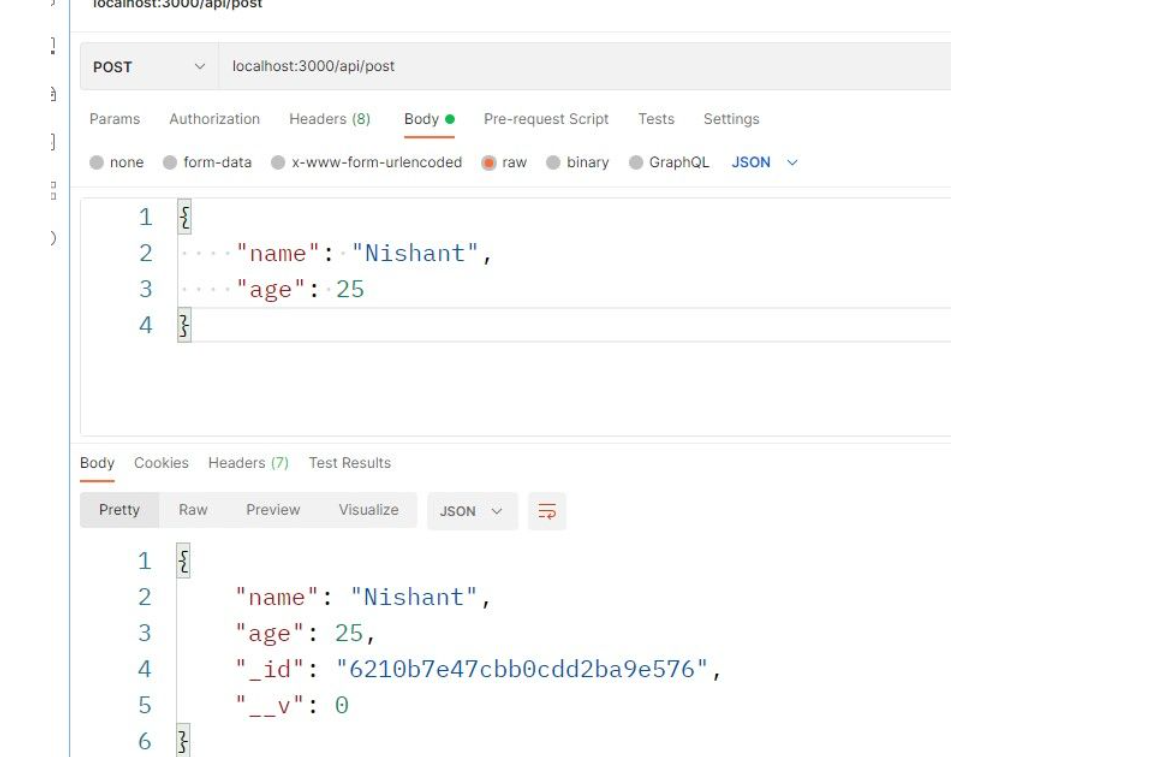 localhost:3000/api/post
POST localhost:3000/api/post
Params Authorization Headers (8) Body Pre-request Script Tests Settings
none form-data x-www-form-urlencoded raw binary GraphQL JSON
1 {
2 "name": "Nishant",
3 "age": 25
4 }
Body Cookies Headers (7) Test Results
Pretty Raw Preview Visualize JSON
1 {
2 "name": "Nishant",
3 "age": 25,
4 "_id": "6210b7e47cbb0cdd2ba9e576",
5 "__v": 0
6 }